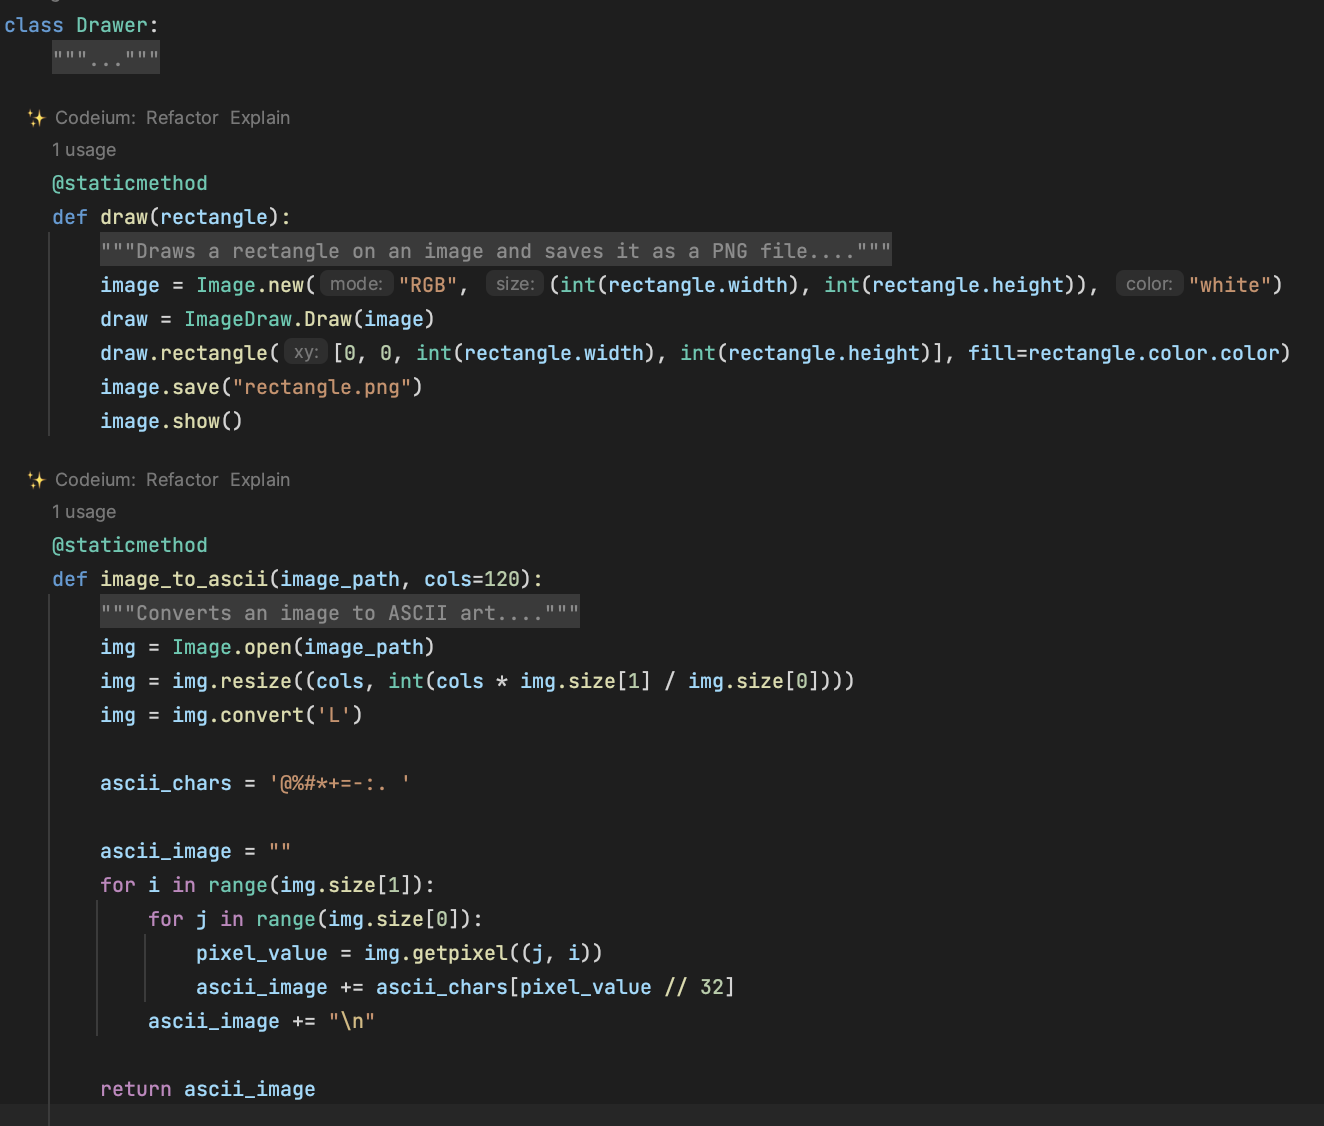 class Drawer:
    """..."""
Codeium: Refactor Explain
1 usage
    @staticmethod
    def draw(rectangle):
        """Draws a rectangle on an image and saves it as a PNG file...."""
        image = Image.new( mode: "RGB", size: (int(rectangle.width), int(rectangle.height)), color: "white")
        draw = ImageDraw.Draw(image)
        draw.rectangle( xy: [0, 0, int(rectangle.width), int(rectangle.height)], fill=rectangle.color.color)
        image.save("rectangle.png")
        image.show()
Codeium: Refactor Explain
1 usage
    @staticmethod
    def image_to_ascii(image_path, cols=120):
        """Converts an image to ASCII art...."""
        img = Image.open(image_path)
        img = img.resize((cols, int(cols * img.size[1] / img.size[0])))
        img = img.convert('L')
        ascii_chars = '@%#*+=-:. '
        ascii_image = ""
        for i in range(img.size[1]):
            for j in range(img.size[0]):
                pixel_value = img.getpixel((j, i))
                ascii_image += ascii_chars[pixel_value // 32]
            ascii_image += "\n"
        return ascii_image